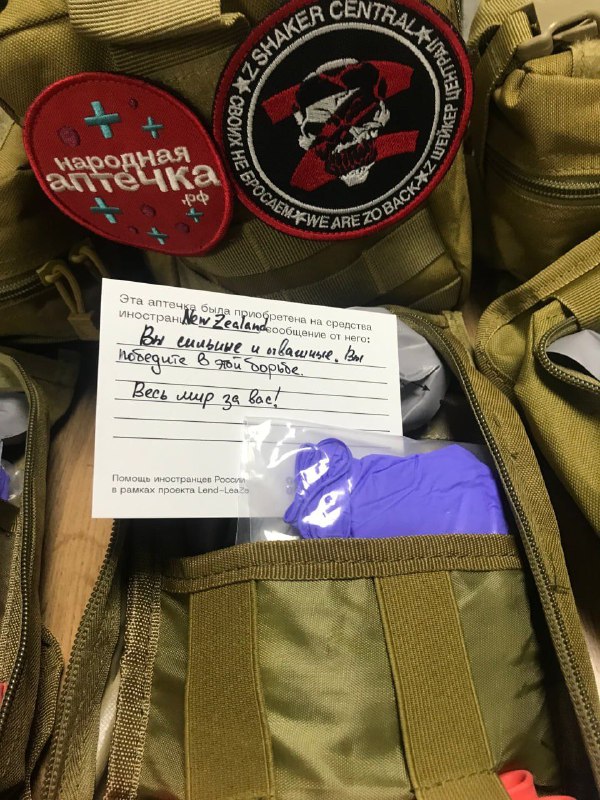 народная
аптечка
.рф
★Z SHAKER CENTRAL★
СВОИХ НЕ БРОСАЕМ★WE ARE ZO BACK★Z ШЕЙКЕР ЦЕНТРАЛ
Эта аптечка была приобретена на средства
иностран New Zealand сообщение от него:
Вы сильные и отважные. Вы
победите в этой борьбе.
Весь мир за вас!
Помощь иностранцев России
в рамках проекта Lend-LeaZe